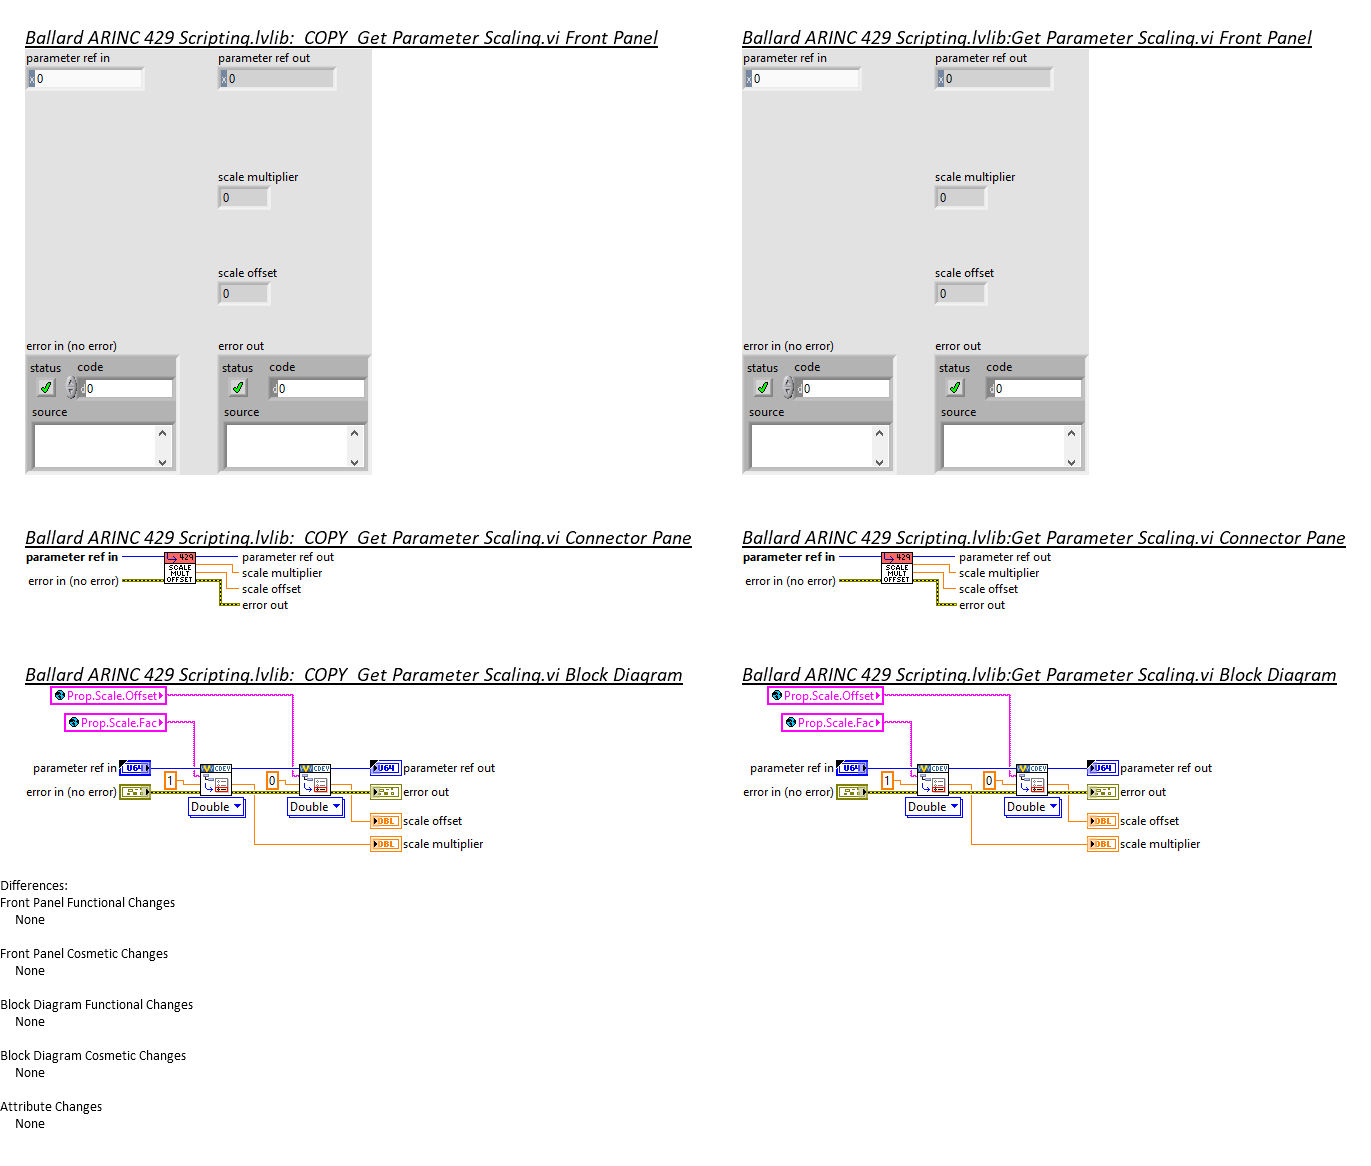 Ballard ARINC 429 Scripting.lvlib:_COPY_Get Parameter Scaling.vi Front Panel
parameter ref in
parameter ref out
x 0
x 0
scale multiplier
0
scale offset
0
error in (no error)
error out
status code
status code
d 0
d 0
source
source
Ballard ARINC 429 Scripting.lvlib:Get Parameter Scaling.vi Front Panel
parameter ref in
parameter ref out
x 0
x 0
scale multiplier
0
scale offset
0
error in (no error)
error out
status code
status code
d 0
d 0
source
source
Ballard ARINC 429 Scripting.lvlib:_COPY_Get Parameter Scaling.vi Connector Pane
parameter ref in
429
SCALE
MULT
OFFSET
parameter ref out
scale multiplier
error in (no error)
scale offset
error out
Ballard ARINC 429 Scripting.lvlib:Get Parameter Scaling.vi Connector Pane
parameter ref in
429
SCALE
MULT
OFFSET
parameter ref out
scale multiplier
error in (no error)
scale offset
error out
Ballard ARINC 429 Scripting.lvlib:_COPY_Get Parameter Scaling.vi Block Diagram
Prop.Scale.Offset
Prop.Scale.Fac
parameter ref in U64 CDEV CDEV U64 parameter ref out
1 0
error in (no error) error out
Double Double
DBL scale offset
DBL scale multiplier
Ballard ARINC 429 Scripting.lvlib:Get Parameter Scaling.vi Block Diagram
Prop.Scale.Offset
Prop.Scale.Fac
parameter ref in U64 CDEV CDEV U64 parameter ref out
1 0
error in (no error) error out
Double Double
DBL scale offset
DBL scale multiplier
Differences:
Front Panel Functional Changes
None
Front Panel Cosmetic Changes
None
Block Diagram Functional Changes
None
Block Diagram Cosmetic Changes
None
Attribute Changes
None